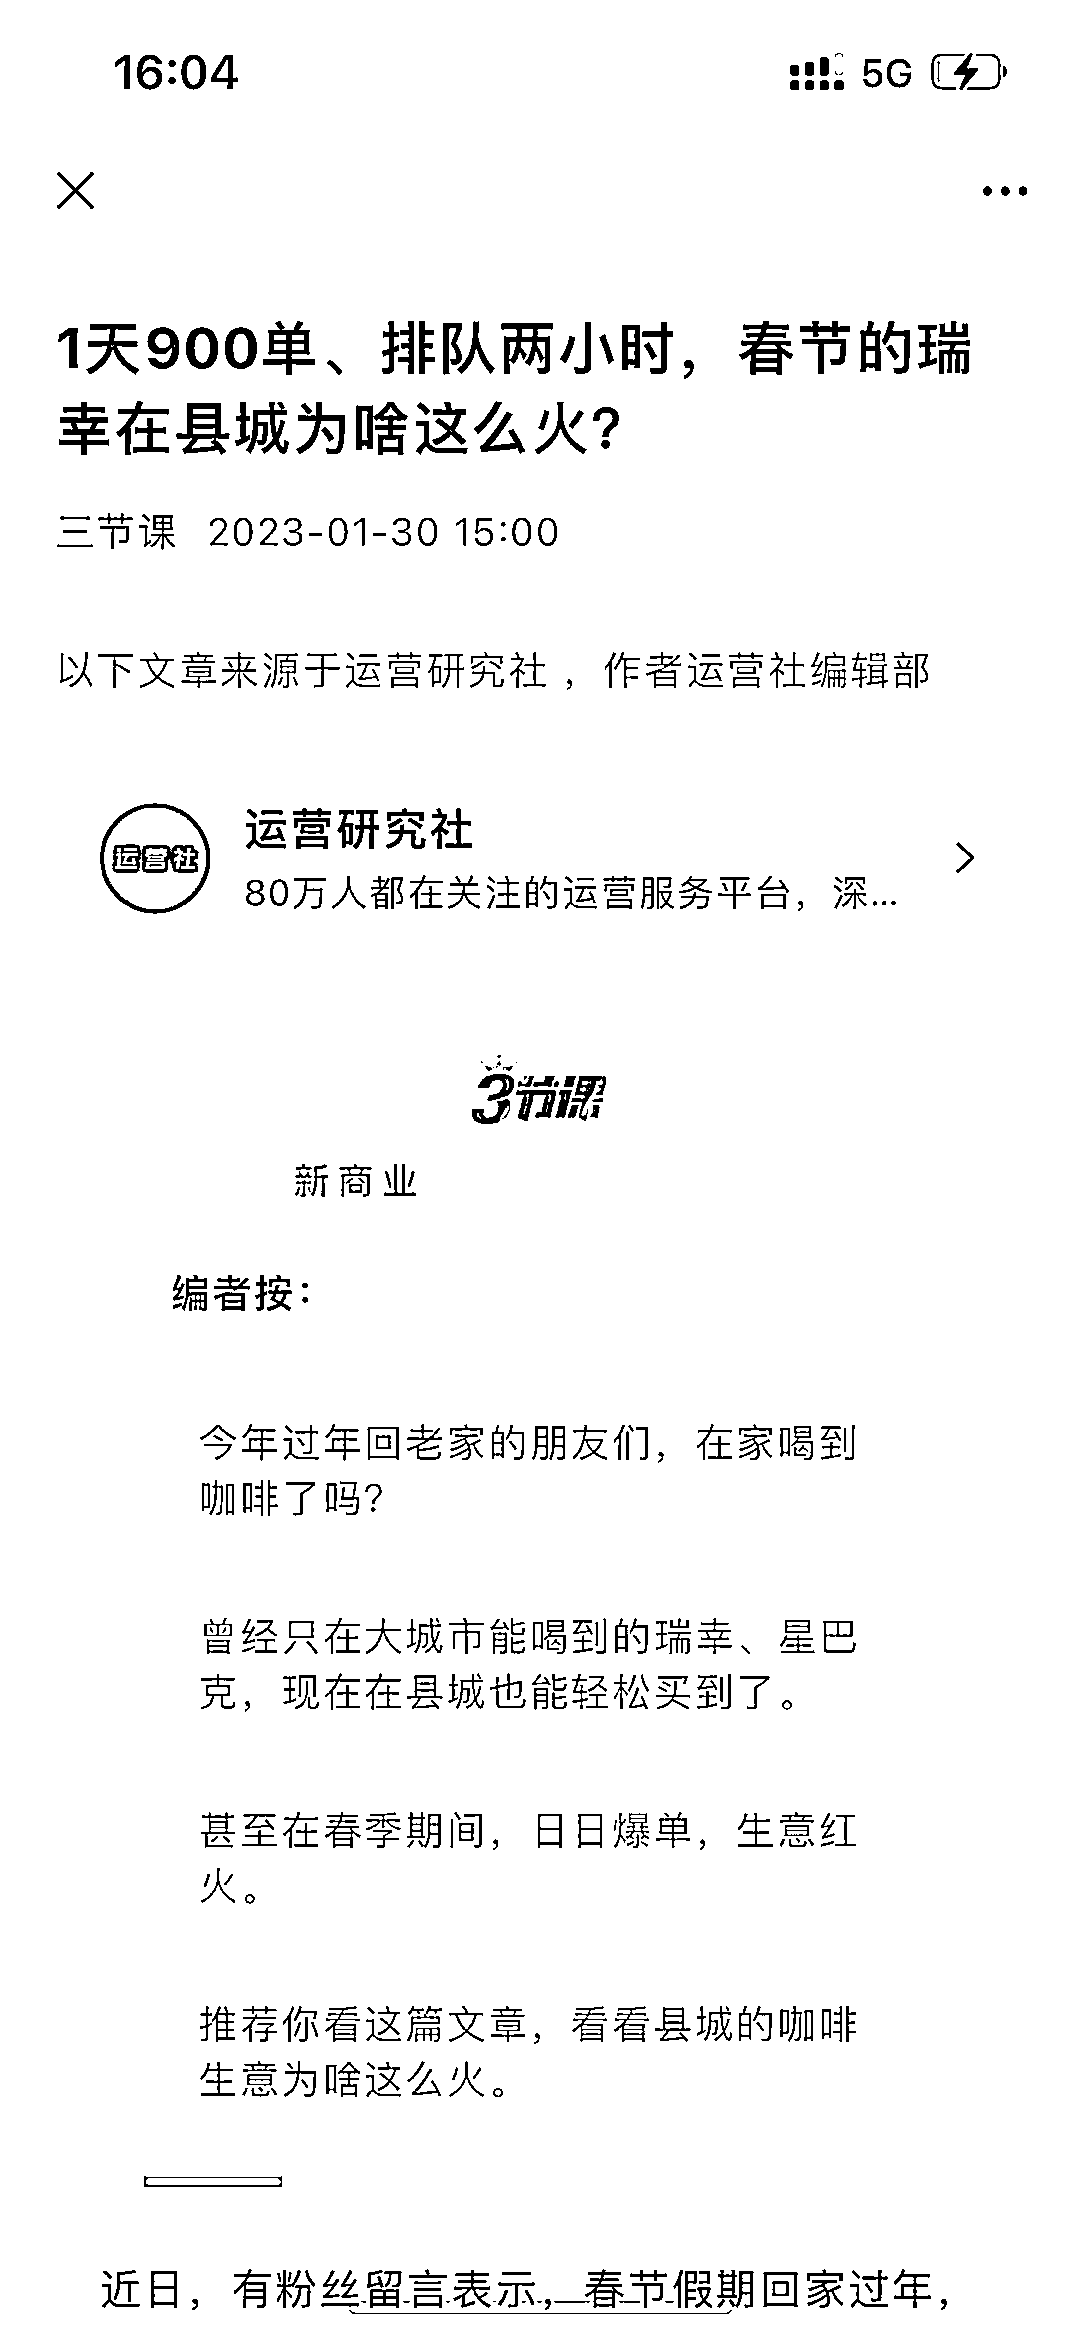 16:04
5G
1天900单、排队两小时，春节的瑞
幸在县城为啥这么火?
三节课 2023-01-30 15:00
以下文章来源于运营研究社 ，作者运营社编辑部
运营社
运营研究社
80万人都在关注的运营服务平台，深...
3节课
新商业
编者按：
今年过年回老家的朋友们，在家喝到
咖啡了吗?
曾经只在大城市能喝到的瑞幸、星巴
克，现在在县城也能轻松买到了。
甚至在春季期间，日日爆单，生意红
火。
推荐你看这篇文章，看看县城的咖啡
生意为啥这么火。
近日，有粉丝留言表示，春节假期回家过年，